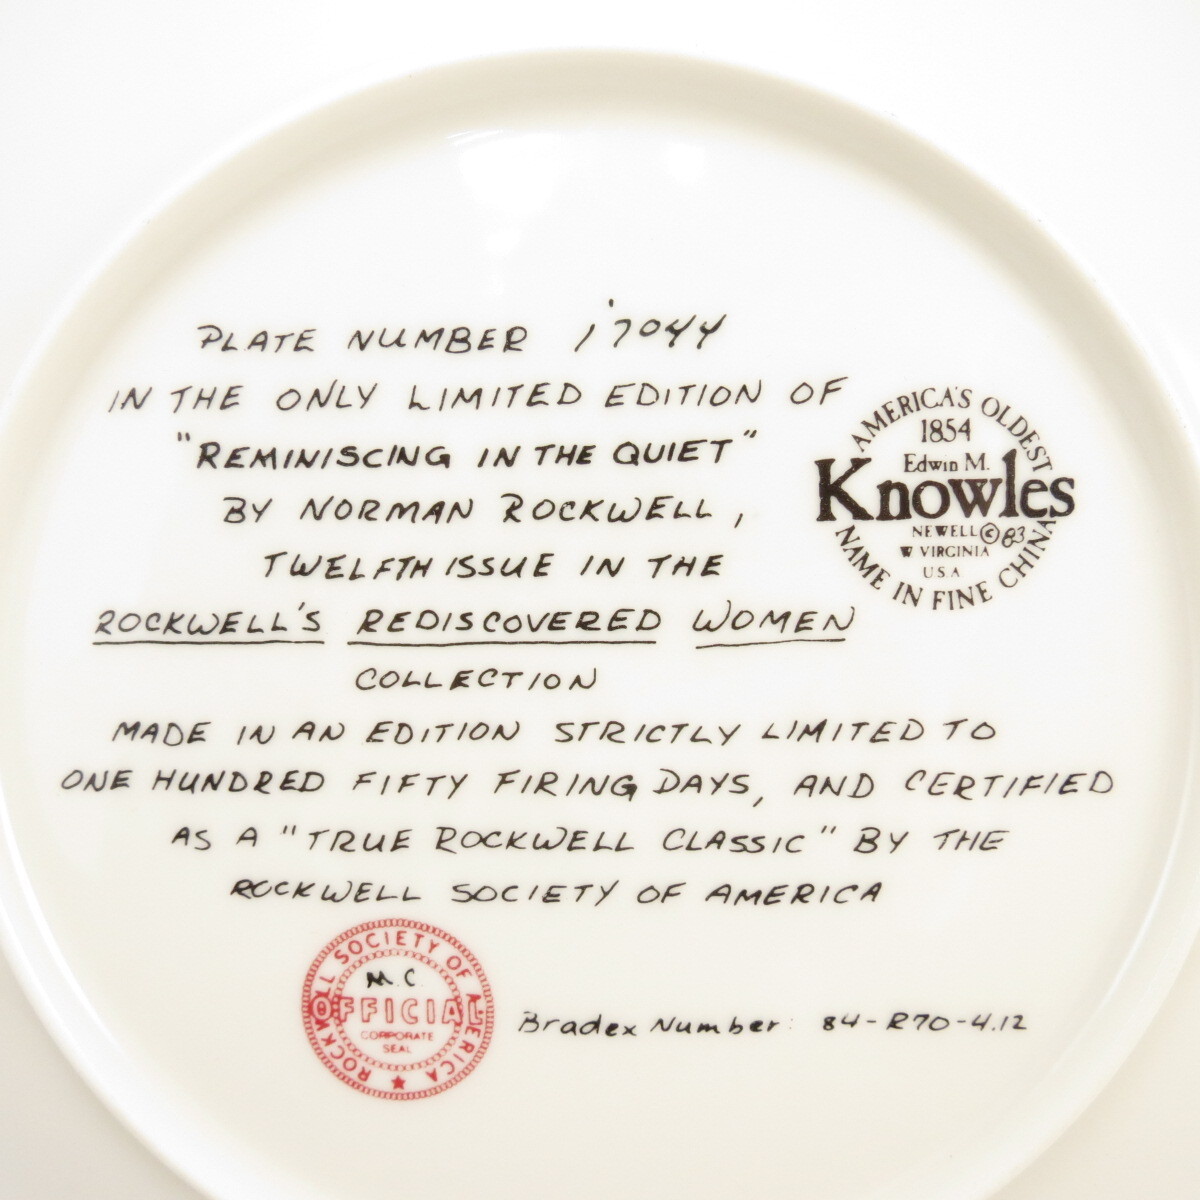 PLATE NUMBER 17044
IN THE ONLY LIMITED EDITION OF
"REMINISCING IN THE QUIET"
BY NORMAN ROCKWELL,
TWELFTH ISSUE IN THE
ROCKWELL'S REDISCOVERED WOMEN
COLLECTION
MADE IN AN EDITION STRICTLY LIMITED TO
ONE HUNDRED FIFTY FIRING DAYS, AND CERTIFIED
AS A "TRUE ROCKWELL CLASSIC" BY THE
ROCKWELL SOCIETY OF AMERICA
AMERICA'S OLDEST
1854
Edwin M.
Knowles
NEWELL © 83
W VIRGINIA
U.S.A
NAME IN FINE CHINA
ROCKWELL SOCIETY OF AMERICA
M.C.
OFFICIAL
CORPORATE
SEAL
Bradex Number: 84-R70-4.12